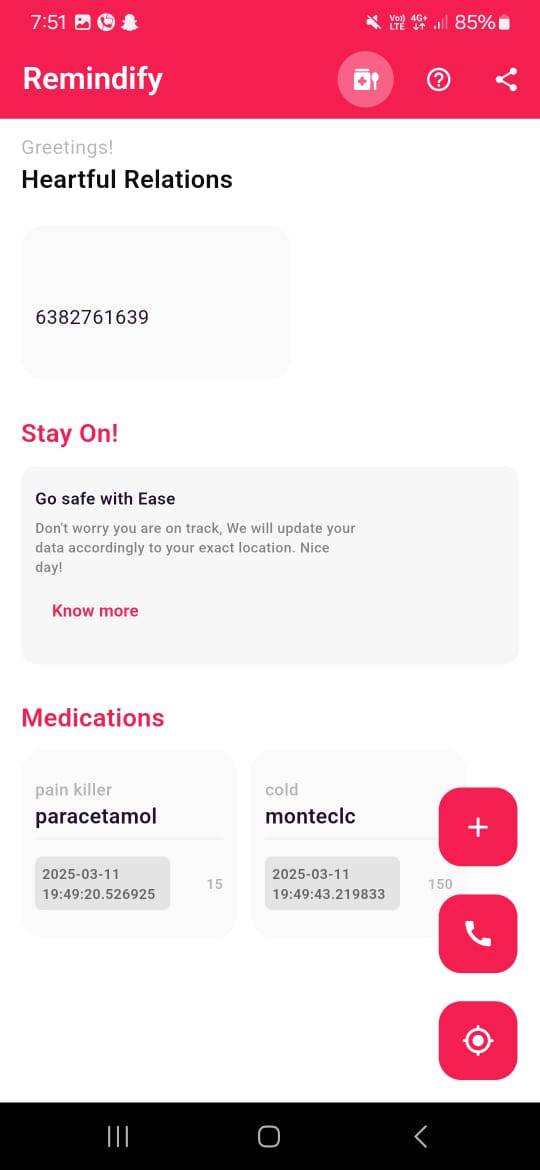 7:51 Vo)) LTE 4G+ 85%
Remindify
Greetings!
Heartful Relations
6382761639
Stay On!
Go safe with Ease
Don't worry you are on track, We will update your
data accordingly to your exact location. Nice
day!
Know more
Medications
pain killer
paracetamol
2025-03-11
19:49:20.526925
15
cold
monteclc
2025-03-11
19:49:43.219833
150